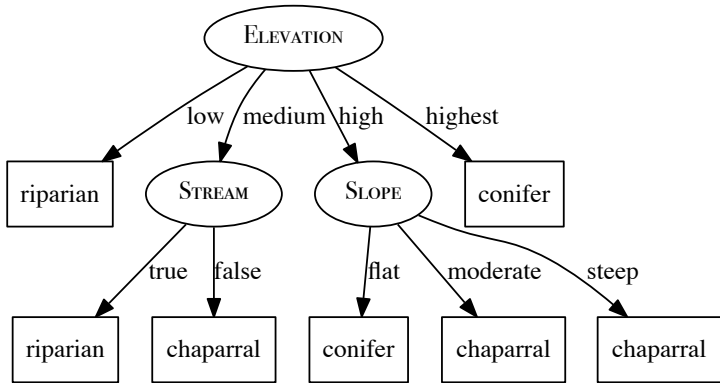 ELEVATION
low
medium
high
highest
riparian
STREAM
SLOPE
conifer
true
false
flat
moderate
steep
riparian
chaparral
conifer
chaparral
chaparral